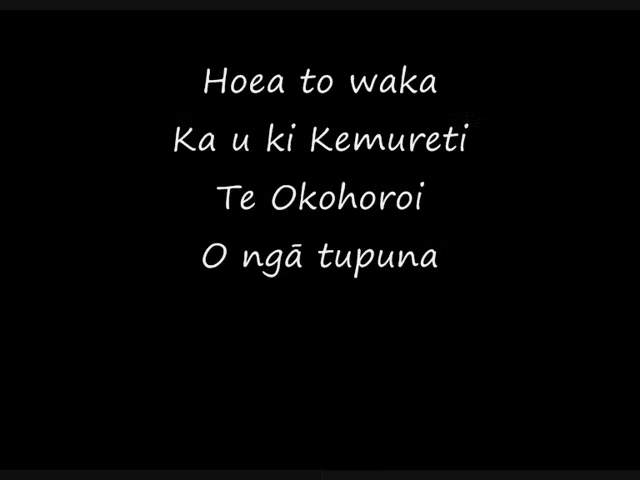 Hoea to waka
Ka u ki Kemureti
Te Okohoroi
O ngā tupuna